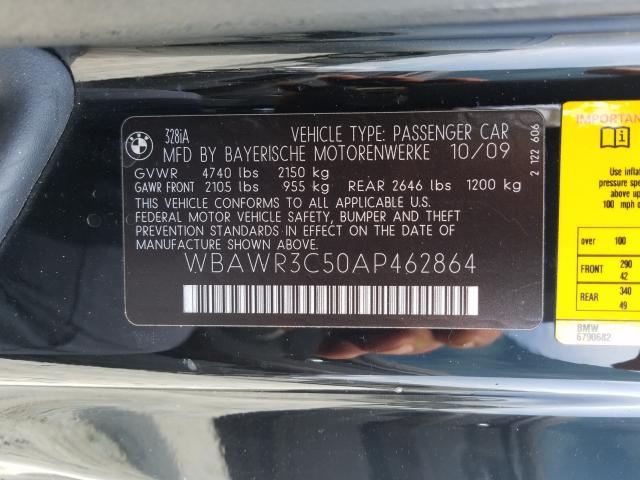 BMW
328iA
VEHICLE TYPE: PASSENGER CAR
MFD BY BAYERISCHE MOTORENWERKE 10/09
GVWR 4740 lbs 2150 kg
GAWR FRONT 2105 lbs 955 kg REAR 2646 lbs 1200 kg
THIS VEHICLE CONFORMS TO ALL APPLICABLE U.S.
FEDERAL MOTOR VEHICLE SAFETY, BUMPER AND THEFT
PREVENTION STANDARDS IN EFFECT ON THE DATE
OF MANUFACTURE SHOWN ABOVE.
WBAWR3C50AP462864
2 122 606
IMPORTAN
Use infla
pressure spe
above up
100 mph o
over 100
FRONT 290
42
REAR 340
49
BMW
6790682